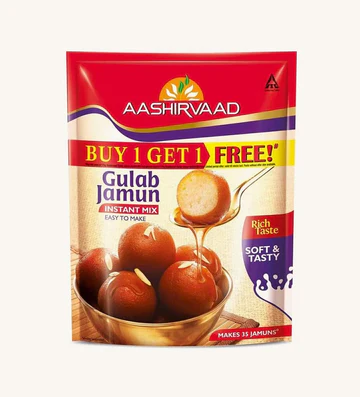 ITC
AASHIRVAAD
BUY 1 GET 1 FREE!*
Gulab
Jamun
INSTANT MIX
EASY TO MAKE
Rich
Taste
SOFT &
TASTY
MAKES 35 JAMUNS*